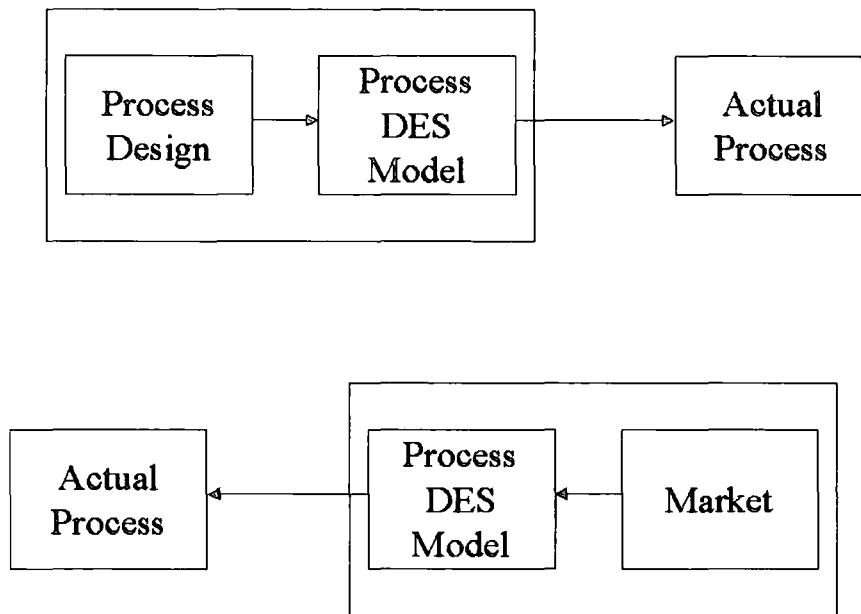 Process
Design
Process
DES
Model
Actual
Process
Actual
Process
Process
DES
Model
Market